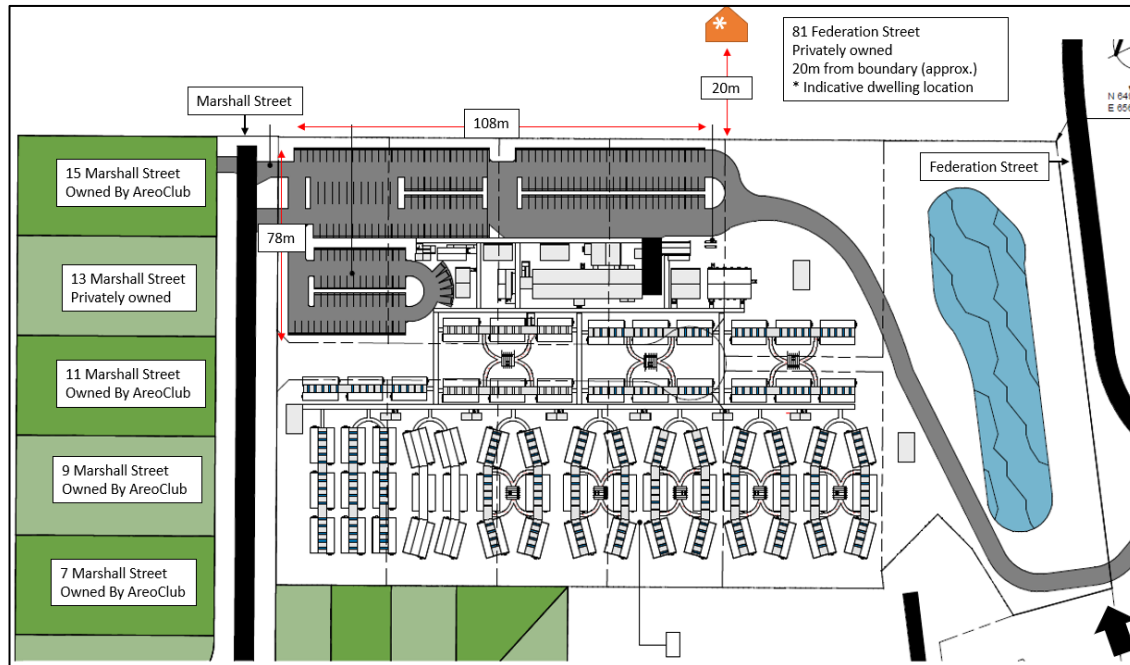 81 Federation Street
Privately owned
20m from boundary (approx.)
* Indicative dwelling location
*
20m
Marshall Street
108m
Federation Street
15 Marshall Street
Owned By AreoClub
78m
13 Marshall Street
Privately owned
11 Marshall Street
Owned By AreoClub
9 Marshall Street
Owned By AreoClub
7 Marshall Street
Owned By AreoClub